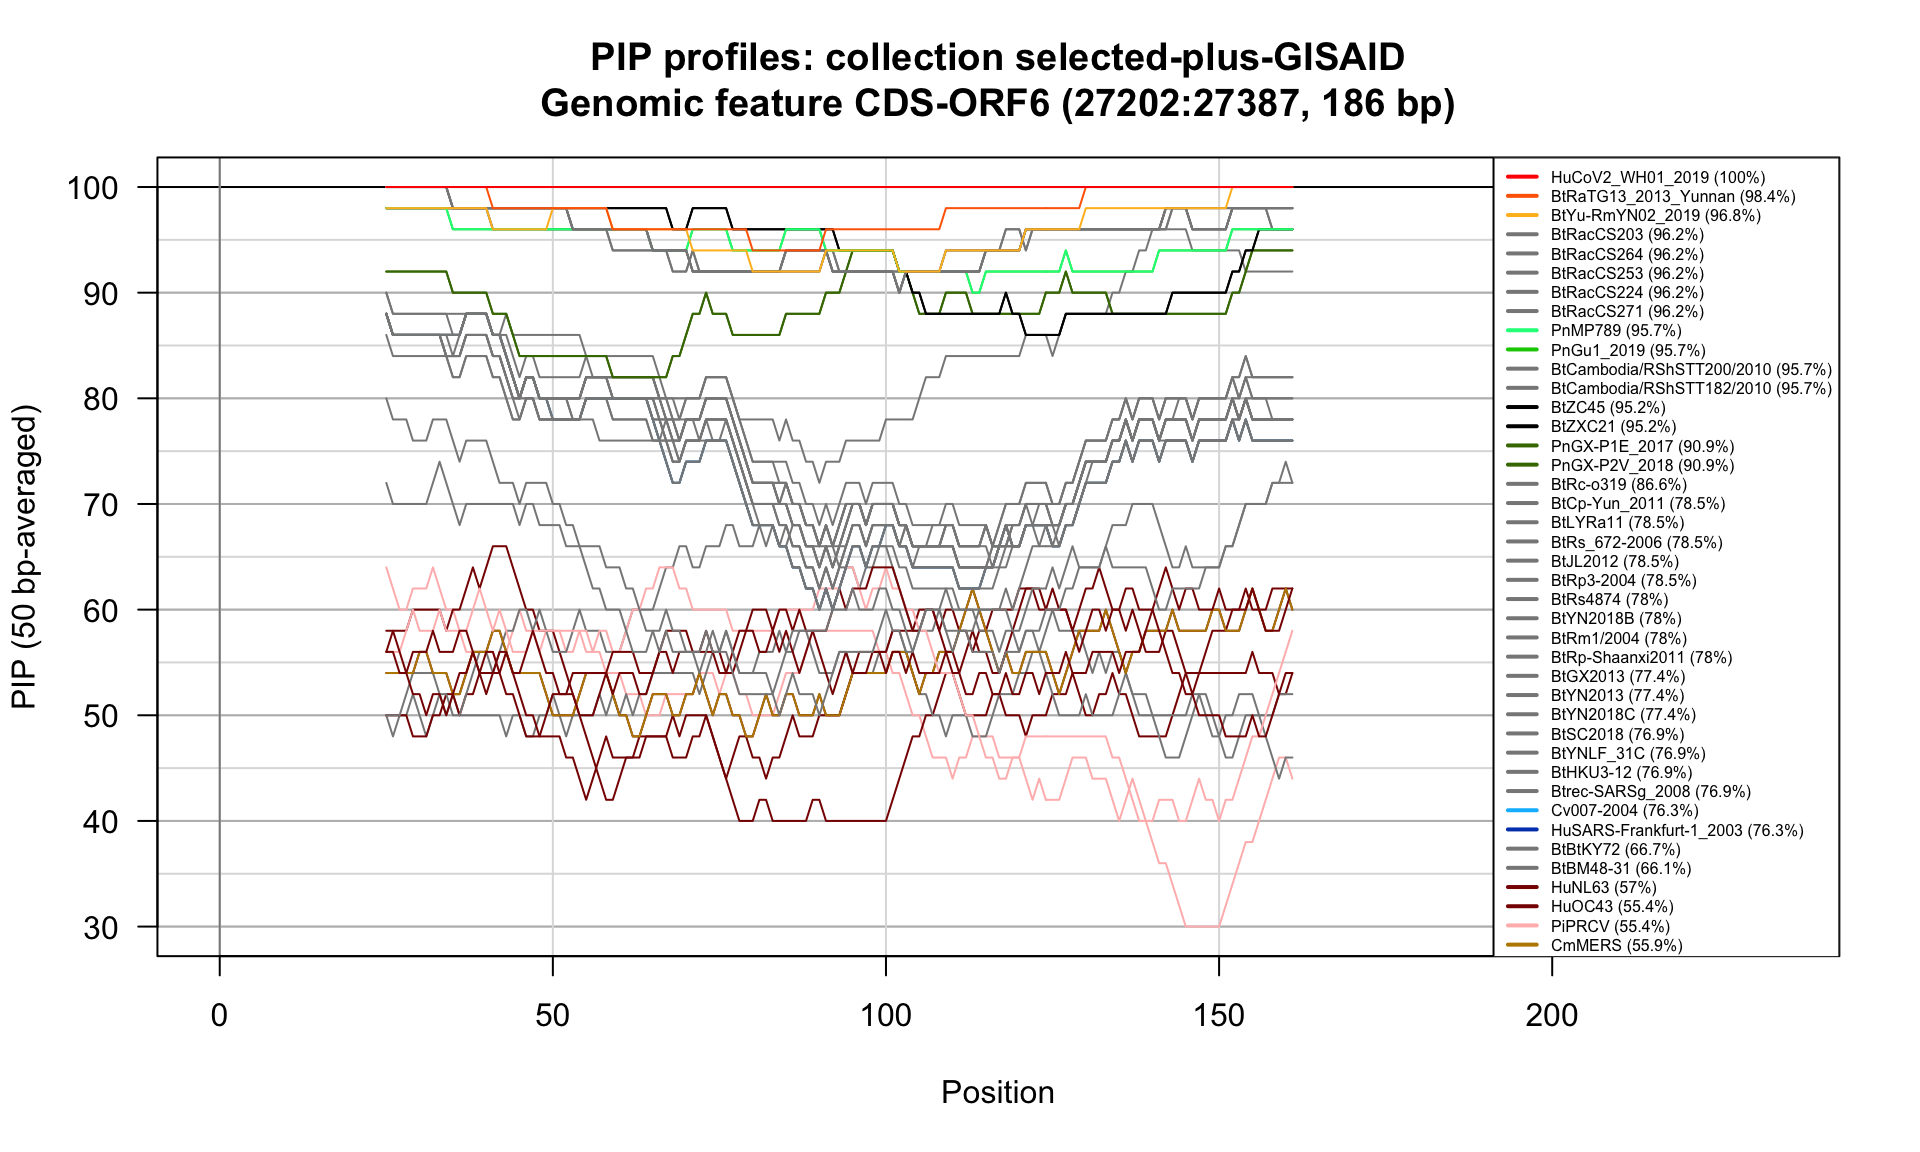 PIP profiles: collection selected-plus-GISAID
Genomic feature CDS-ORF6 (27202:27387, 186 bp)
PIP (50 bp-averaged)
100
90
80
70
60
50
40
30
0
50
100
150
200
Position
HuCoV2_WH01_2019 (100%)
BtRaTG13_2013_Yunnan (98.4%)
BtYu-RmYN02_2019 (96.8%)
BtRacCS203 (96.2%)
BtRacCS264 (96.2%)
BtRacCS253 (96.2%)
BtRacCS224 (96.2%)
BtRacCS271 (96.2%)
PnMP789 (95.7%)
PnGu1_2019 (95.7%)
BtCambodia/RShSTT200/2010 (95.7%)
BtCambodia/RShSTT182/2010 (95.7%)
BtZC45 (95.2%)
BtZXC21 (95.2%)
PnGX-P1E_2017 (90.9%)
PnGX-P2V_2018 (90.9%)
BtRc-o319 (86.6%)
BtCp-Yun_2011 (78.5%)
BtLYRa11 (78.5%)
BtRs_672-2006 (78.5%)
BtJL2012 (78.5%)
BtRp3-2004 (78.5%)
BtRs4874 (78%)
BtYN2018B (78%)
BtRm1/2004 (78%)
BtRp-Shaanxi2011 (78%)
BtGX2013 (77.4%)
BtYN2013 (77.4%)
BtYN2018C (77.4%)
BtSC2018 (76.9%)
BtYNLF_31C (76.9%)
BtHKU3-12 (76.9%)
Btrec-SARSg_2008 (76.9%)
Cv007-2004 (76.3%)
HuSARS-Frankfurt-1_2003 (76.3%)
BtBtKY72 (66.7%)
BtBM48-31 (66.1%)
HuNL63 (57%)
HuOC43 (55.4%)
PiPRCV (55.4%)
CmMERS (55.9%)